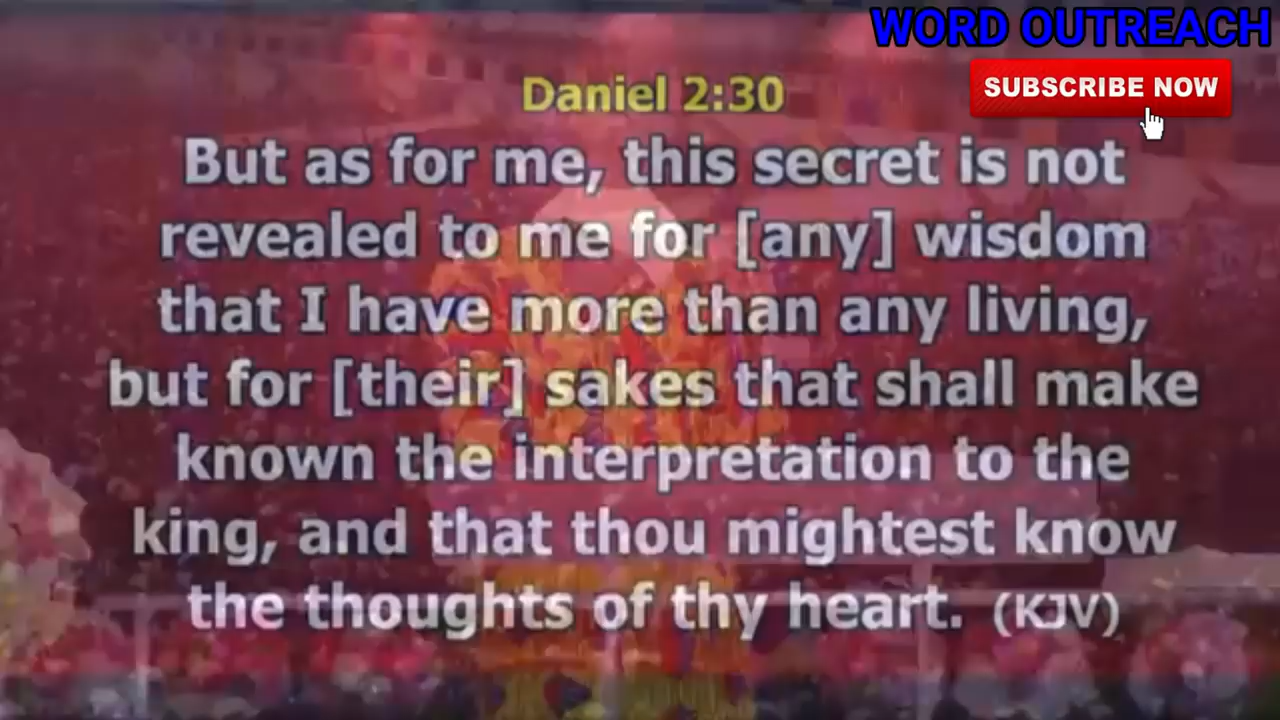 WORD OUTREACH
SUBSCRIBE NOW
Daniel 2:30
But as for me, this secret is not
revealed to me for [any] wisdom
that I have more than any living,
but for [their] sakes that shall make
known the interpretation to the
king, and that thou mightest know
the thoughts of thy heart. (KJV)